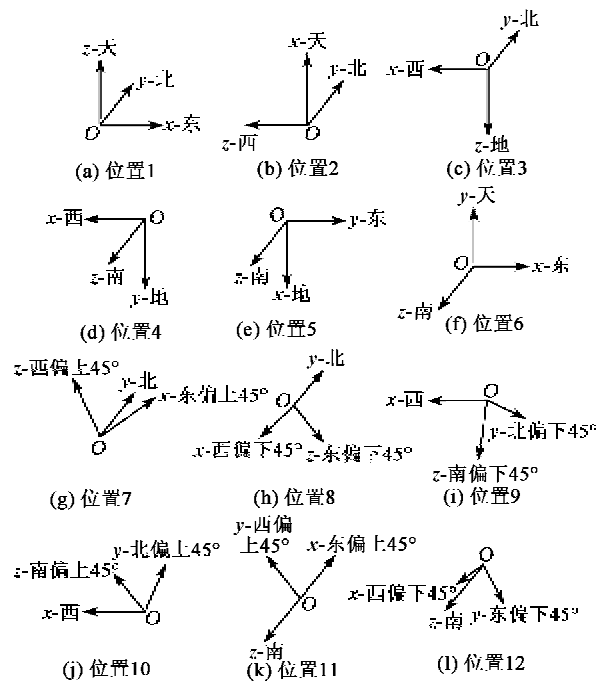 z-天
y-北
O
x-东
(a) 位置1
x-天
y-北
O
z-西
(b) 位置2
y-北
O
x-西
z-地
(c) 位置3
x-西
O
z-南
y-地
(d) 位置4
O
y-东
z-南
x-地
(e) 位置5
y-天
O
x-东
z-南
(f) 位置6
z-西偏上45°
y-北
x-东偏上45°
O
(g) 位置7
y-北
O
x-西偏下45°
z-东偏下45°
(h) 位置8
x-西
O
y-北偏下45°
z-南偏下45°
(i) 位置9
y-北偏上45°
z-南偏上45°
x-西
O
(j) 位置10
y-西偏
上45°
x-东偏上45°
O
z-南
(k) 位置11
O
x-西偏下45°
z-南
y-东偏下45°
(l) 位置12